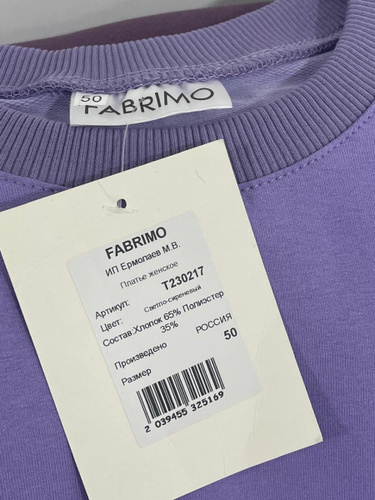 50
FABRIMO
FABRIMO
ИП Ермолаев М.В.
Платье женское
Артикул: T230217
Цвет: Светло-сиреневый
Состав:Хлопок 65% Полиэстер
35%
Произведено РОССИЯ
Размер 50
2 039455 325169